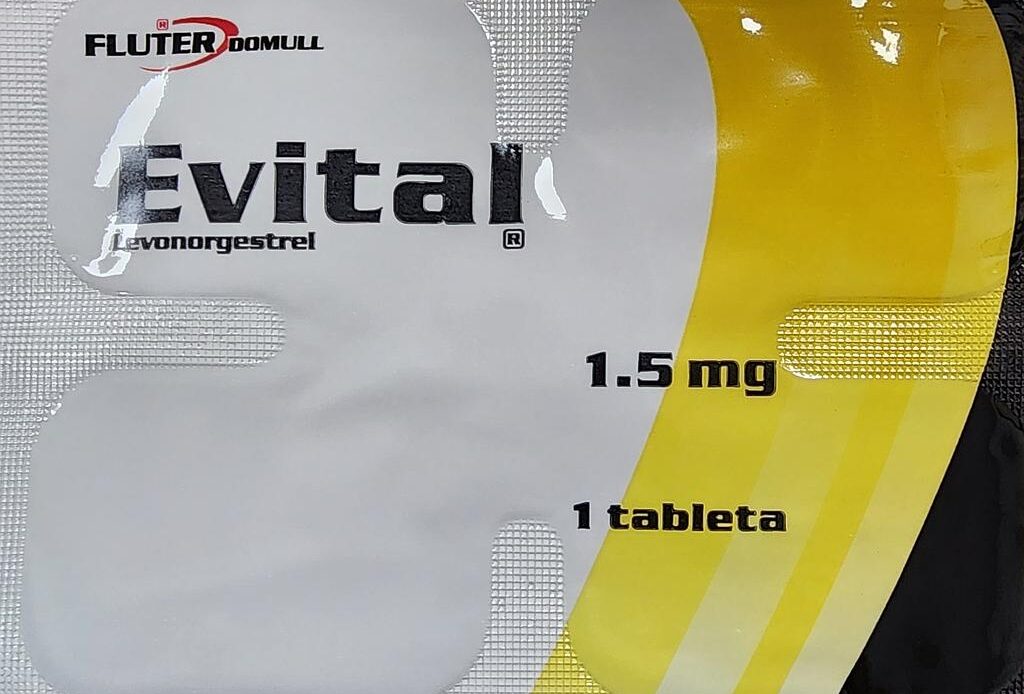 FLUTER® DOMULL
Evital®
Levonorgestrel
1.5 mg
1 tableta